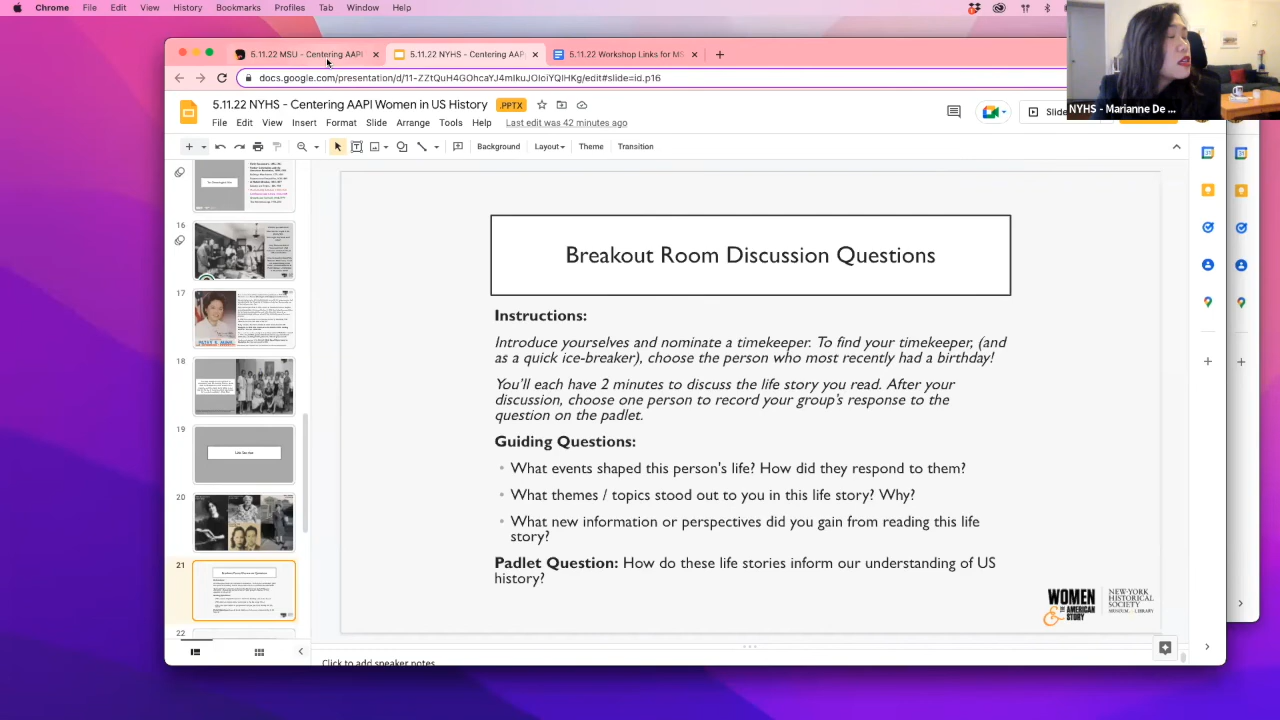 Chrome File Edit View History Bookmarks Profiles Tab Window Help
5.11.22 MSU - Centering AAPI
5.11.22 NYHS - Centering AAP
5.11.22 Workshop Links for MS
docs.google.com/presentation/d/
5.11.22 NYHS - Centering AAPI Women in US History .PPTX
File Edit View Insert Format Slide Help
Last edit was 42 minutes ago
Background Layout Theme Transition
NYHS - Marianne De ...
16
17
PATSY
18
19
Life Stories
20
21
22
Breakout Room Discussion Questions
Instructions:
Introduce yourselves and nominate a timekeeper. To find your timekeeper, (and
as a quick ice-breaker), choose the person who most recently had a birthday!
You'll each have 2 minutes to discuss the life story you read. After your
discussion, choose one person to record your group's response to the
question on the padlet.
Guiding Questions:
• What events shaped this person's life? How did they respond to them?
• What themes / topics stood out to you in this life story? Why?
• What new information or perspectives did you gain from reading this life
story?
Question: How do these life stories inform our understanding of US
history?
WOMEN & THE AMERICAN STORY
NEW-YORK
HISTORICAL
SOCIETY
MUSEUM & LIBRARY
Click to add speaker notes